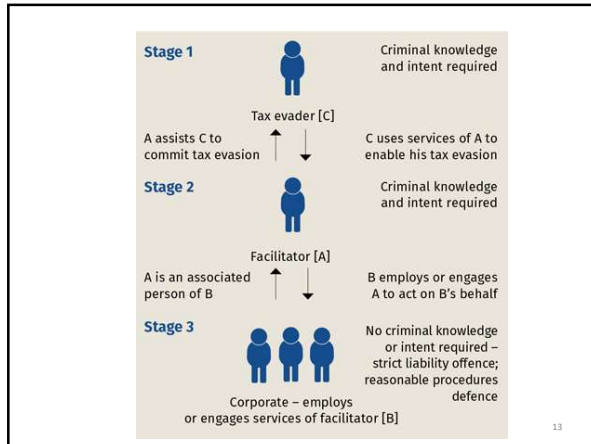 Stage 1
Criminal knowledge
and intent required
Tax evader [C]
A assists C to
commit tax evasion
C uses services of A to
enable his tax evasion
Stage 2
Criminal knowledge
and intent required
Facilitator [A]
A is an associated
person of B
B employs or engages
A to act on B's behalf
Stage 3
No criminal knowledge
or intent required –
strict liability offence;
reasonable procedures
defence
Corporate – employs
or engages services of facilitator [B]
13